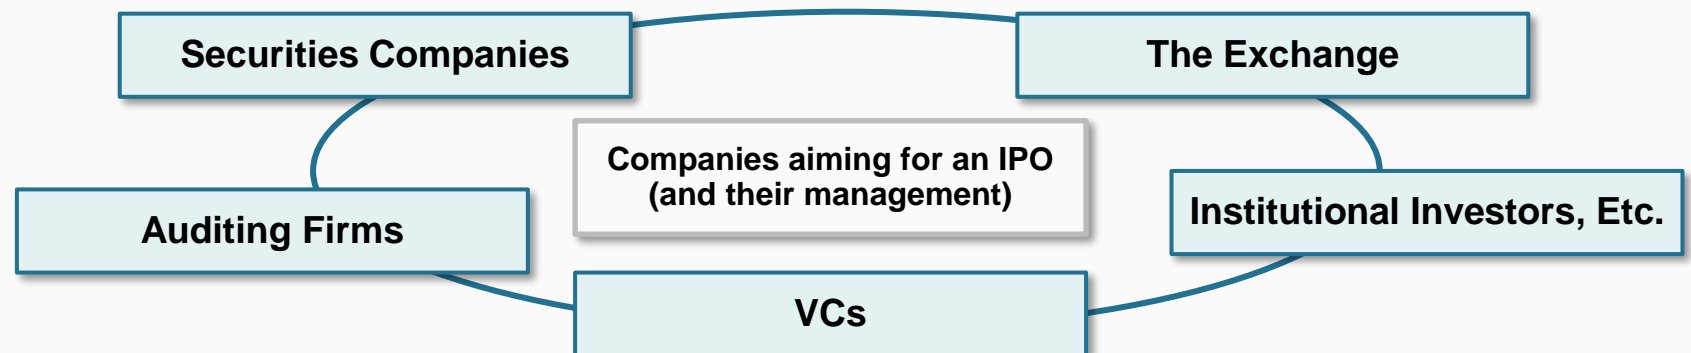 Securities Companies
The Exchange
Companies aiming for an IPO
(and their management)
Auditing Firms
Institutional Investors, Etc.
VCs